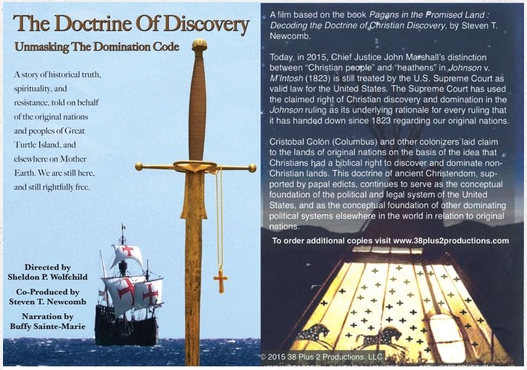 The Doctrine Of Discovery
Unmasking The Domination Code
A story of historical truth,
spirituality, and
resistance, told on behalf
of the original nations
and peoples of Great
Turtle Island, and
elsewhere on Mother
Earth. We are still here,
and still rightfully free.
Directed by
Sheldon P. Wolfchild
Co-Produced by
Steven T. Newcomb
Narration by
Buffy Sainte-Marie
A film based on the book Pagans in the Promised Land :
Decoding the Doctrine of Christian Discovery, by Steven T.
Newcomb.
Today, in 2015, Chief Justice John Marshall's distinction
between "Christian people" and "heathens" in Johnson v.
M'Intosh (1823) is still treated by the U.S. Supreme Court as
valid law for the United States. The Supreme Court has used
the claimed right of Christian discovery and domination in the
Johnson ruling as its underlying rationale for every ruling that
it has handed down since 1823 regarding our original nations.
Cristobal Colón (Columbus) and other colonizers laid claim
to the lands of original nations on the basis of the idea that
Christians had a biblical right to discover and dominate non-
Christian lands. This doctrine of ancient Christendom, sup-
ported by papal edicts, continues to serve as the conceptual
foundation of the political and legal system of the United
States, and as the conceptual foundation of other dominating
political systems elsewhere in the world in relation to original
nations.
To order additional copies visit www.38plus2productions.com
© 2015 38 Plus 2 Productions, LLC